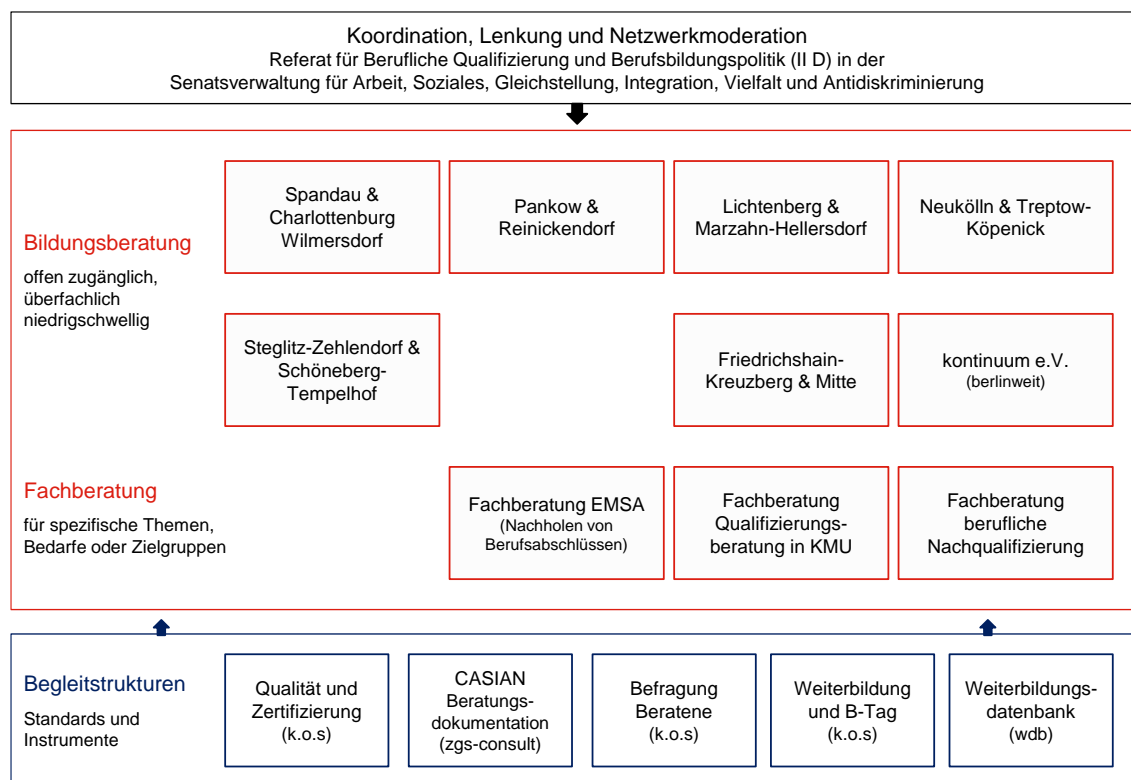 Koordination, Lenkung und Netzwerkmoderation
Referat für Berufliche Qualifizierung und Berufsbildungspolitik (II D) in der
Senatsverwaltung für Arbeit, Soziales, Gleichstellung, Integration, Vielfalt und Antidiskriminierung
Bildungsberatung
offen zugänglich,
überfachlich
niedrigschwellig
Spandau &
Charlottenburg
Wilmersdorf
Pankow &
Reinickendorf
Lichtenberg &
Marzahn-Hellersdorf
Neukölln & Treptow-
Köpenick
Steglitz-Zehlendorf &
Schöneberg-
Tempelhof
Friedrichshain-
Kreuzberg & Mitte
kontinuum e.V.
(berlinweit)
Fachberatung
für spezifische Themen,
Bedarfe oder Zielgruppen
Fachberatung EMSA
(Nachholen von
Berufsabschlüssen)
Fachberatung
Qualifizierungs-
beratung in KMU
Fachberatung
berufliche
Nachqualifizierung
Begleitstrukturen
Standards und
Instrumente
Qualität und
Zertifizierung
(k.o.s)
CASIAN
Beratungs-
dokumentation
(zgs-consult)
Befragung
Beratene
(k.o.s)
Weiterbildung
und B-Tag
(k.o.s)
Weiterbildungs-
datenbank
(wdb)